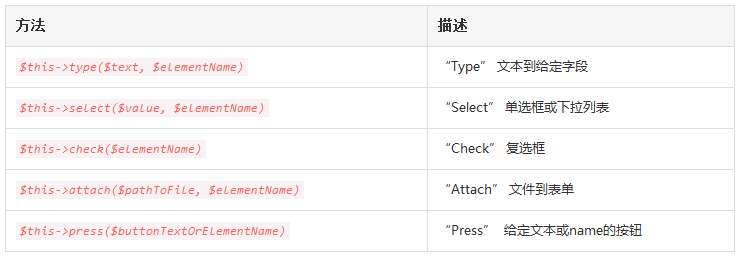 方法 描述
$this->type($text, $elementName) “Type” 文本到给定字段
$this->select($value, $elementName) “Select” 单选框或下拉列表
$this->check($elementName) “Check” 复选框
$this->attach($pathToFile, $elementName) “Attach” 文件到表单
$this->press($buttonTextOrElementName) “Press” 给定文本或name的按钮